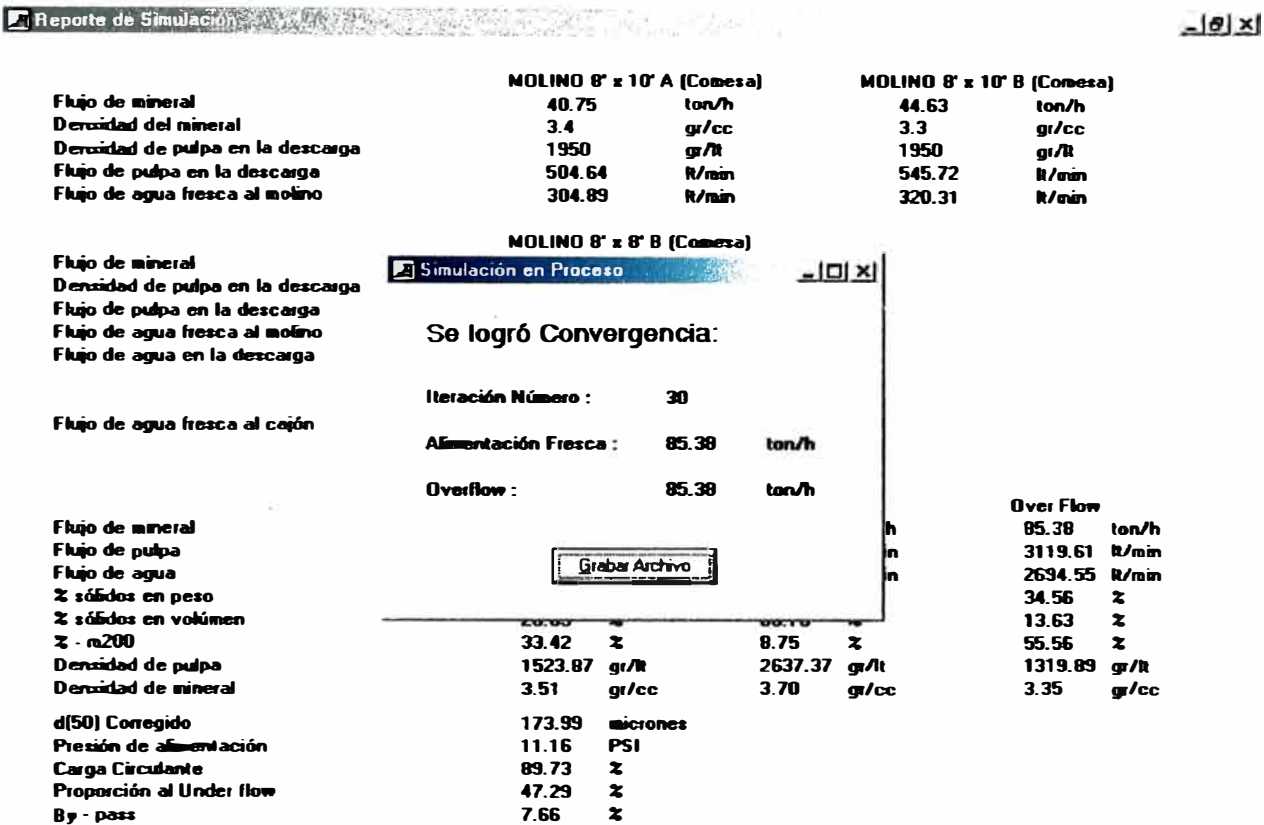 Reporte de Simulación
MOLINO 8' x 10' A (Comesa) MOLINO 8' x 10' B (Comesa)
Flujo de mineral 40.75 ton/h 44.63 ton/h
Densidad del mineral 3.4 gr/cc 3.3 gr/cc
Densidad de pulpa en la descarga 1950 gr/lt 1950 gr/lt
Flujo de pulpa en la descarga 504.64 lt/min 545.72 lt/min
Flujo de agua fresca al molino 304.89 lt/min 320.31 lt/min
MOLINO 8' x 8' B (Comesa)
Flujo de mineral
Densidad de pulpa en la descarga
Flujo de pulpa en la descarga
Flujo de agua fresca al molino
Flujo de agua en la descarga
Flujo de agua fresca al cajón
Simulación en Proceso
Se logró Convergencia:
Iteración Número : 30
Alimentación Fresca : 85.38 ton/h
Overflow : 85.38 ton/h
Grabar Archivo
Over Flow
Flujo de mineral h 85.38 ton/h
Flujo de pulpa in 3119.61 lt/min
Flujo de agua in 2694.55 lt/min
% sólidos en peso 34.56 %
% sólidos en volúmen 13.63 %
% - m200 33.42 % 8.75 % 55.56 %
Densidad de pulpa 1523.87 gr/lt 2637.37 gr/lt 1319.89 gr/lt
Densidad de mineral 3.51 gr/cc 3.70 gr/cc 3.35 gr/cc
d(50) Corregido 173.99 micrones
Presión de alimentación 11.16 PSI
Carga Circulante 89.73 %
Proporción al Under flow 47.29 %
By - pass 7.66 %